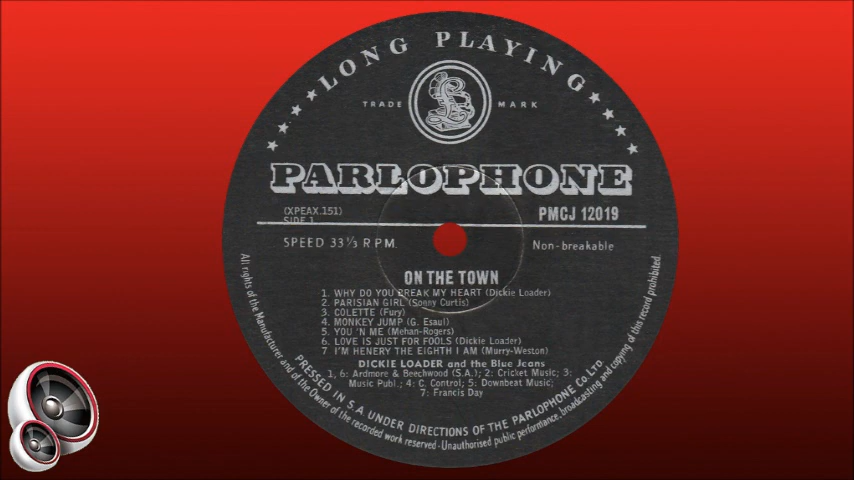 LONG PLAYING
TRADE MARK
PARLOPHONE
(XPEAX.151)
SIDE 1
PMCJ 12019
SPEED 33⅓ R.P.M.
Non-breakable
ON THE TOWN
1. WHY DO YOU BREAK MY HEART (Dickie Loader)
2. PARISIAN GIRL (Sonny Curtis)
3. COLETTE (Fury)
4. MONKEY JUMP (G. Esaul)
5. YOU 'N ME (Mehan-Rogers)
6. LOVE IS JUST FOR FOOLS (Dickie Loader)
7 I'M HENERY THE EIGHTH I AM (Murry-Weston)
DICKIE LOADER and the Blue Jeans
1, 6: Ardmore & Beechwood (S.A.); 2: Cricket Music; 3:
Music Publ.; 4: C. Control; 5: Downbeat Music;
7: Francis Day
PRESSED IN S.A UNDER DIRECTIONS OF THE PARLOPHONE Co. LTD.
All rights of the Manufacturer and of the Owner of the recorded work reserved - Unauthorised public performance, broadcasting and copying of this record prohibited.